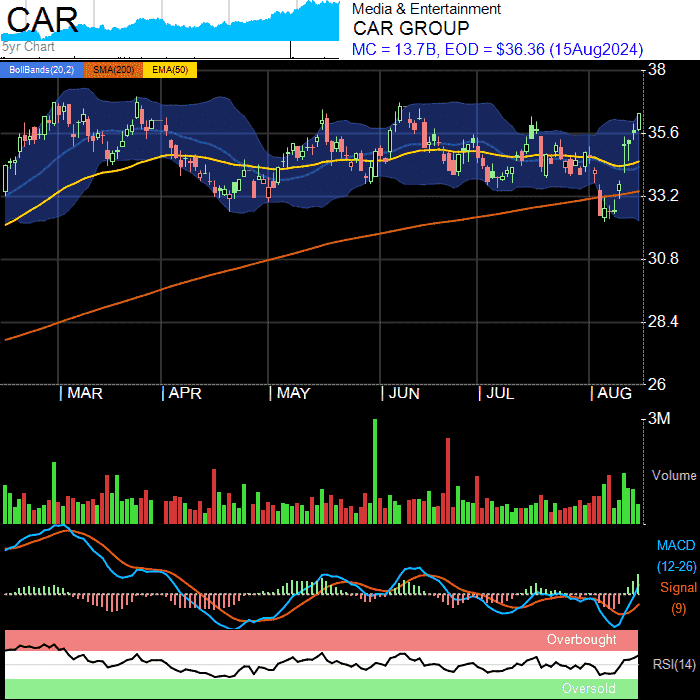 CAR
5yr Chart
Media & Entertainment
CAR GROUP
MC = 13.7B, EOD = $36.36 (15Aug2024)
BollBands(20,2) SMA(200) EMA(50)
38
35.6
33.2
30.8
28.4
26
MAR APR MAY JUN JUL AUG
3M
Volume
MACD
(12-26)
Signal
(9)
Overbought
RSI(14)
Oversold